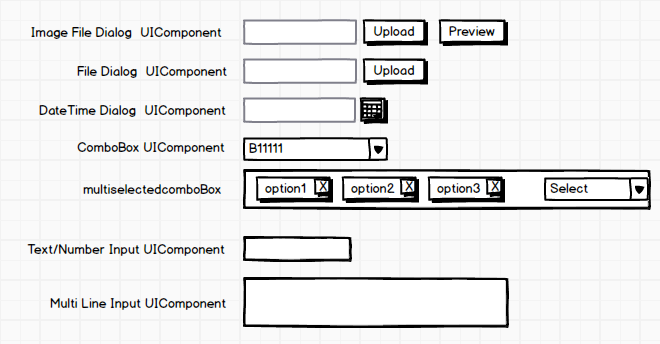 Image File Dialog UIComponent Upload Preview
File Dialog UIComponent Upload
DateTime Dialog UIComponent
ComboBox UIComponent B11111
multiselectedcomboBox option1 X option2 X option3 X Select
Text/Number Input UIComponent
Multi Line Input UIComponent